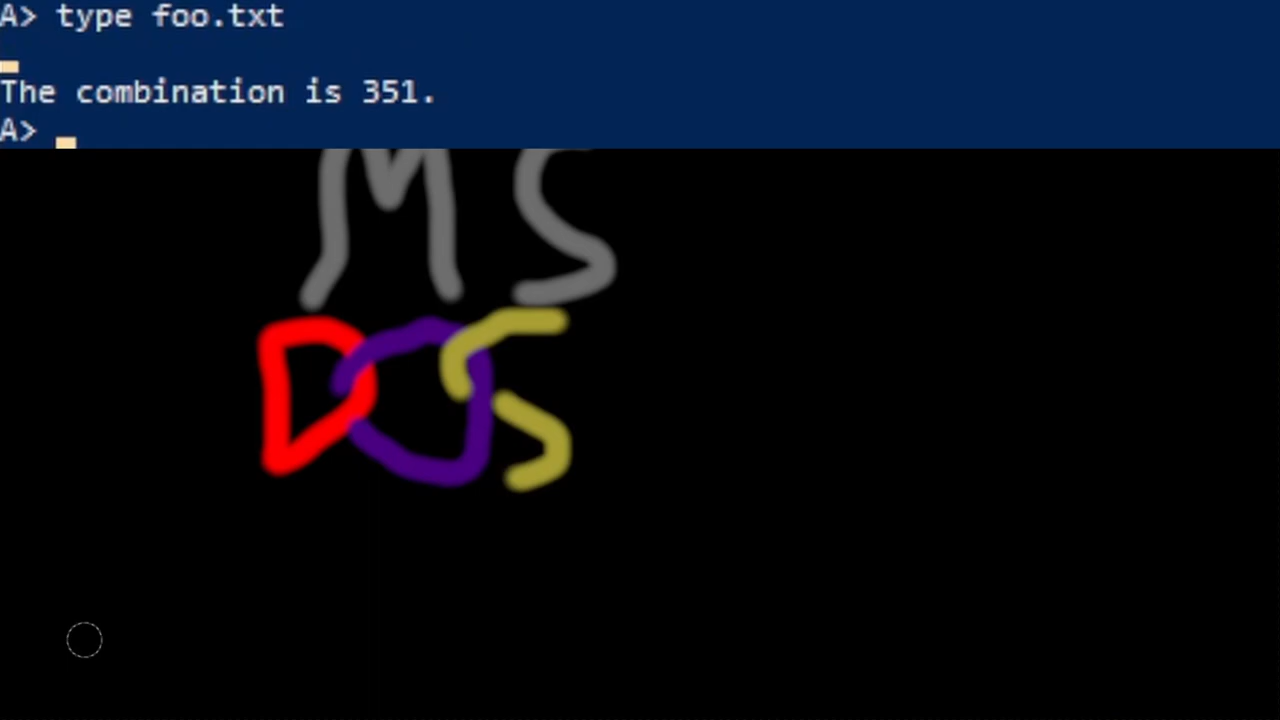 A> type foo.txt
The combination is 351.
A>
MS
DOS